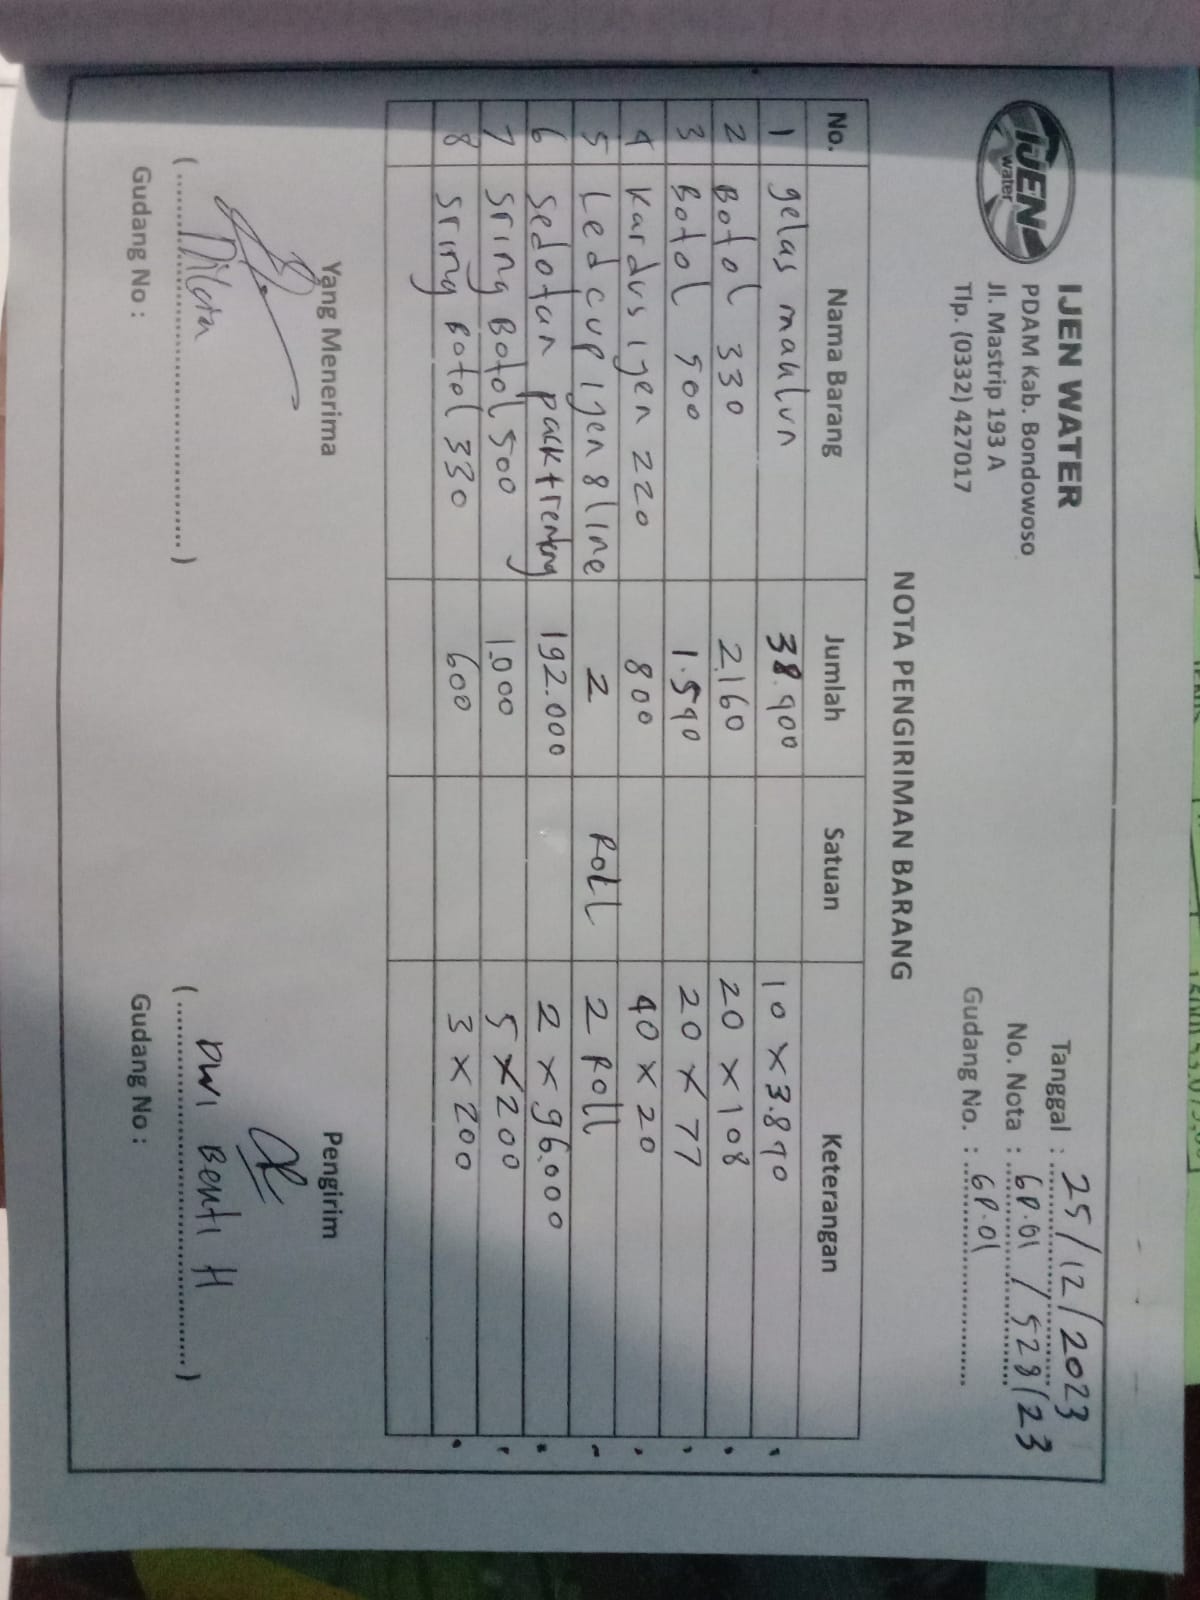 IJEN water
IJEN WATER
PDAM Kab. Bondowoso
Jl. Mastrip 193 A
Tlp. (0332) 427017
Tanggal : 25/12/2023
No. Nota : 6D.01 / 528/23
Gudang No. : 6D.01
NOTA PENGIRIMAN BARANG
No. Nama Barang Jumlah Satuan Keterangan
1 gelas maulun 38.900 10 x 3.890
2 Botol 330 2.160 20 x 108
3 Botol 500 1.540 20 x 77
4 Kardus ijen 220 800 40 x 20
5 Led cup ijen 8 line 2 Roll 2 Roll
6 Sedotan pack + renteng 192.000 2 x 96.000
7 Sring Botol 500 1.000 5 x 200
8 Sring Botol 330 600 3 x 200
Yang Menerima Pengirim
(..............................) ( DWI Benti H )
Gudang No : Gudang No :